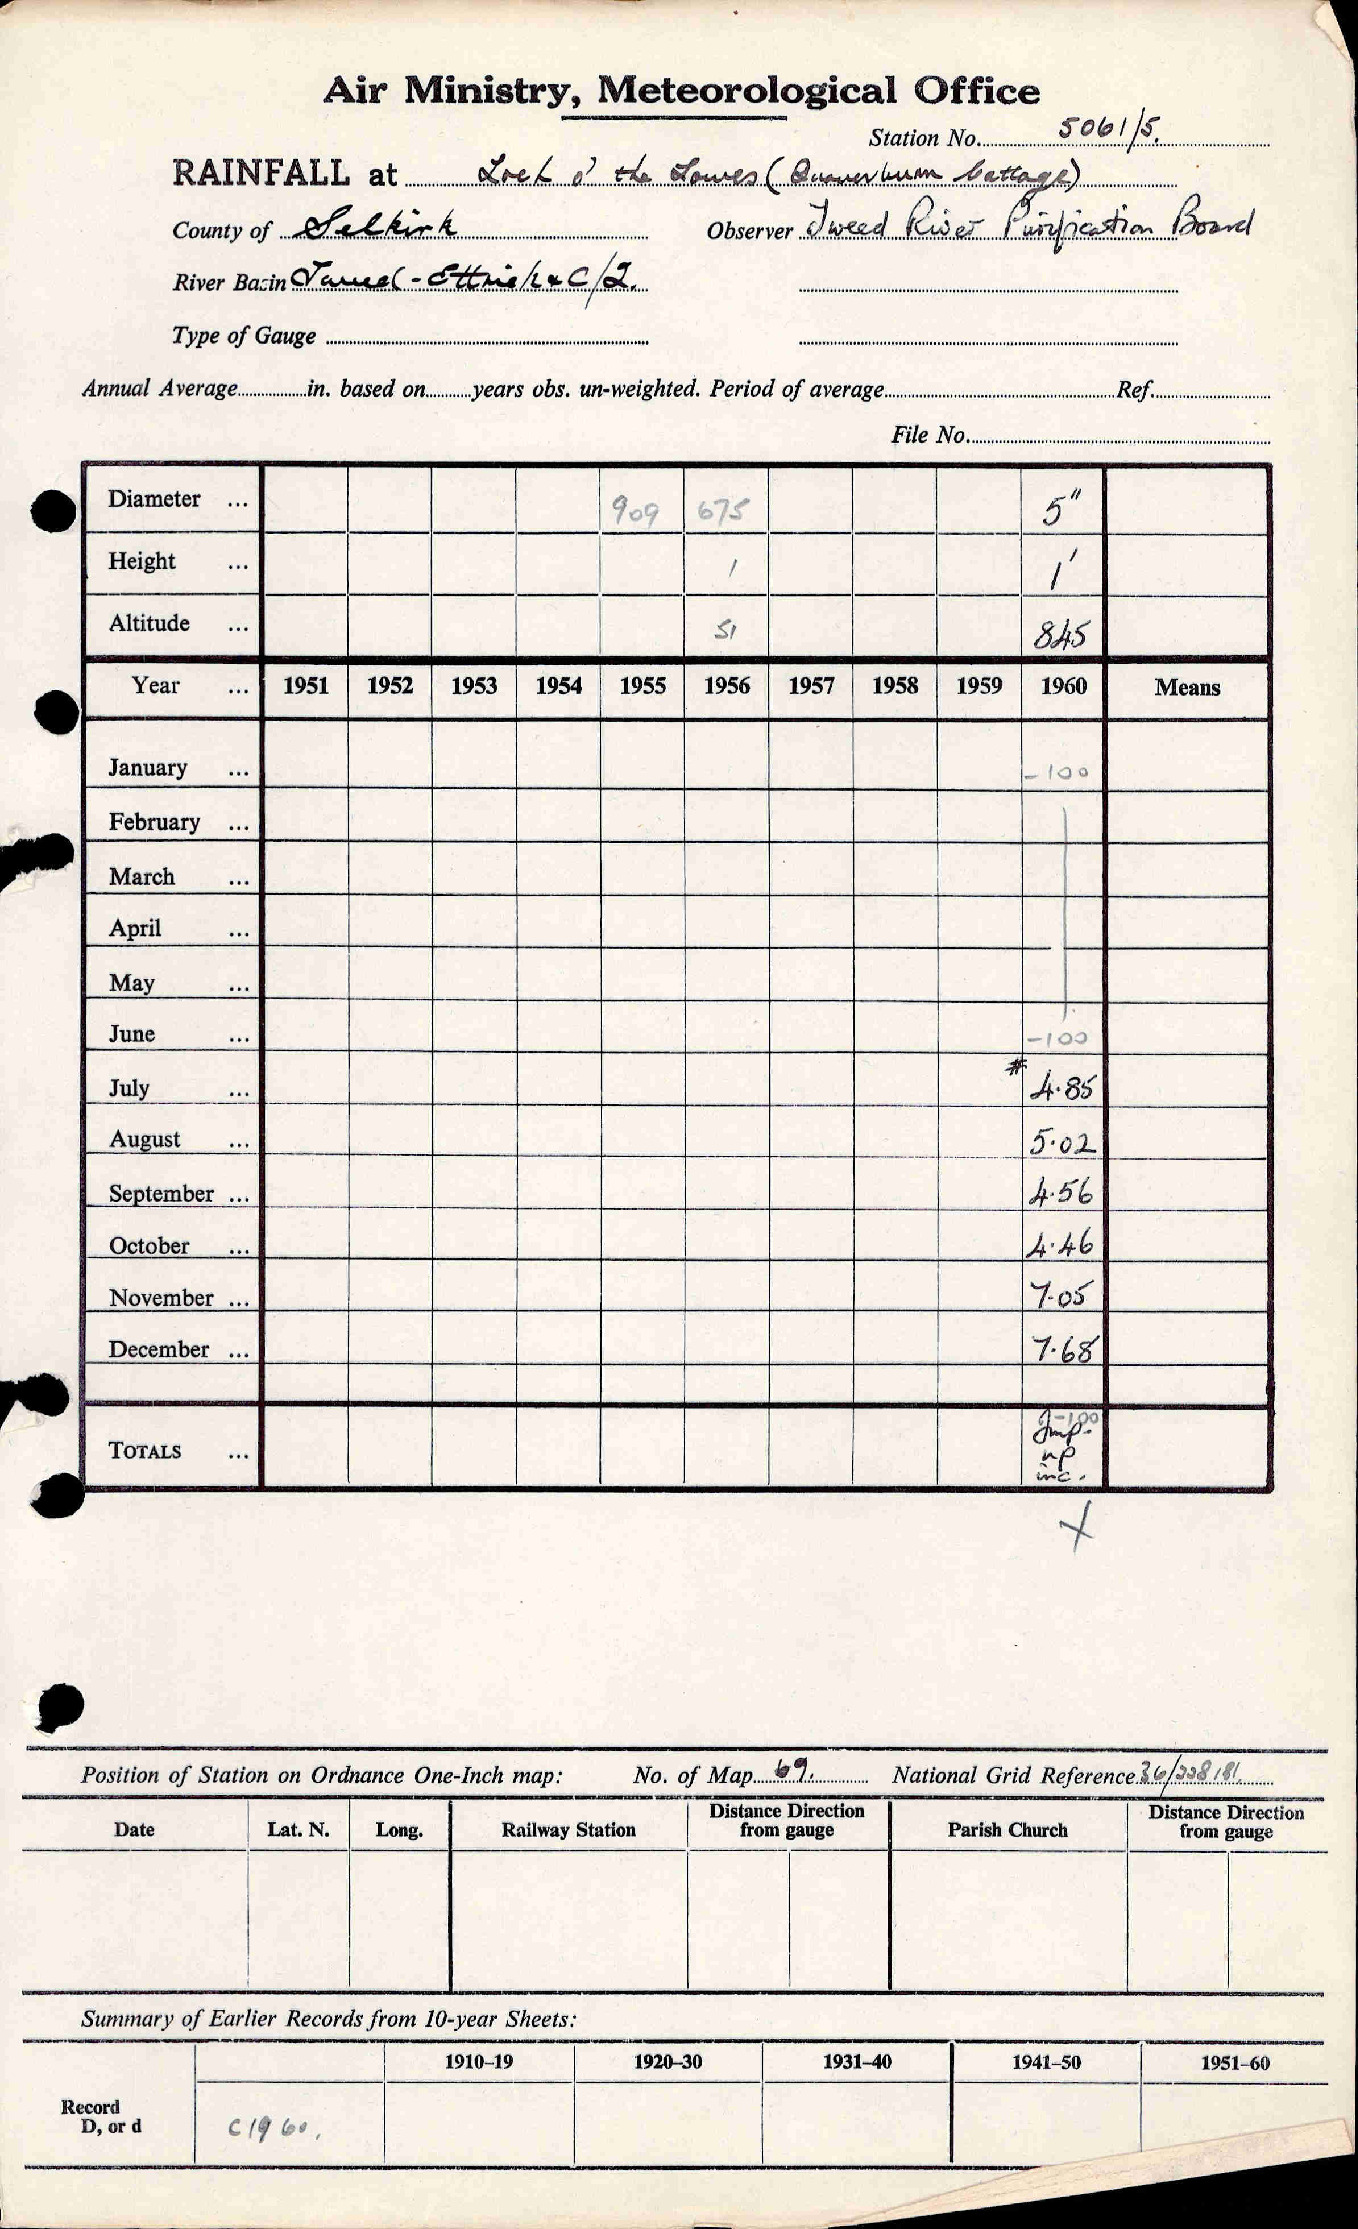 Air Ministry, Meteorological Office
Station No. 5061/5.
RAINFALL at Loch o' the Lowes ( Cottage)
County of Selkirk Observer Tweed River Purification Board
River Basin Tweed - Ettrick & C/2.
Type of Gauge
Annual Average in. based on years obs. un-weighted. Period of average Ref.
File No.
Diameter ... 909 675 5"
Height ... 1 1'
Altitude ... 51 845
Year ... 1951 1952 1953 1954 1955 1956 1957 1958 1959 1960 Means
January ... -100
February ...
March ...
April ...
May ...
June ... -100
July ... # 4.85
August ... 5.02
September ... 4.56
October ... 4.46
November ... 7.05
December ... 7.68
-100
TOTALS ... inc.
X
Position of Station on Ordnance One-Inch map: No. of Map 69. National Grid Reference 36/228181.
Date Lat. N. Long. Railway Station Distance Direction from gauge Parish Church Distance Direction from gauge
Summary of Earlier Records from 10-year Sheets:
1910–19 1920–30 1931–40 1941–50 1951–60
Record
D, or d C1960.